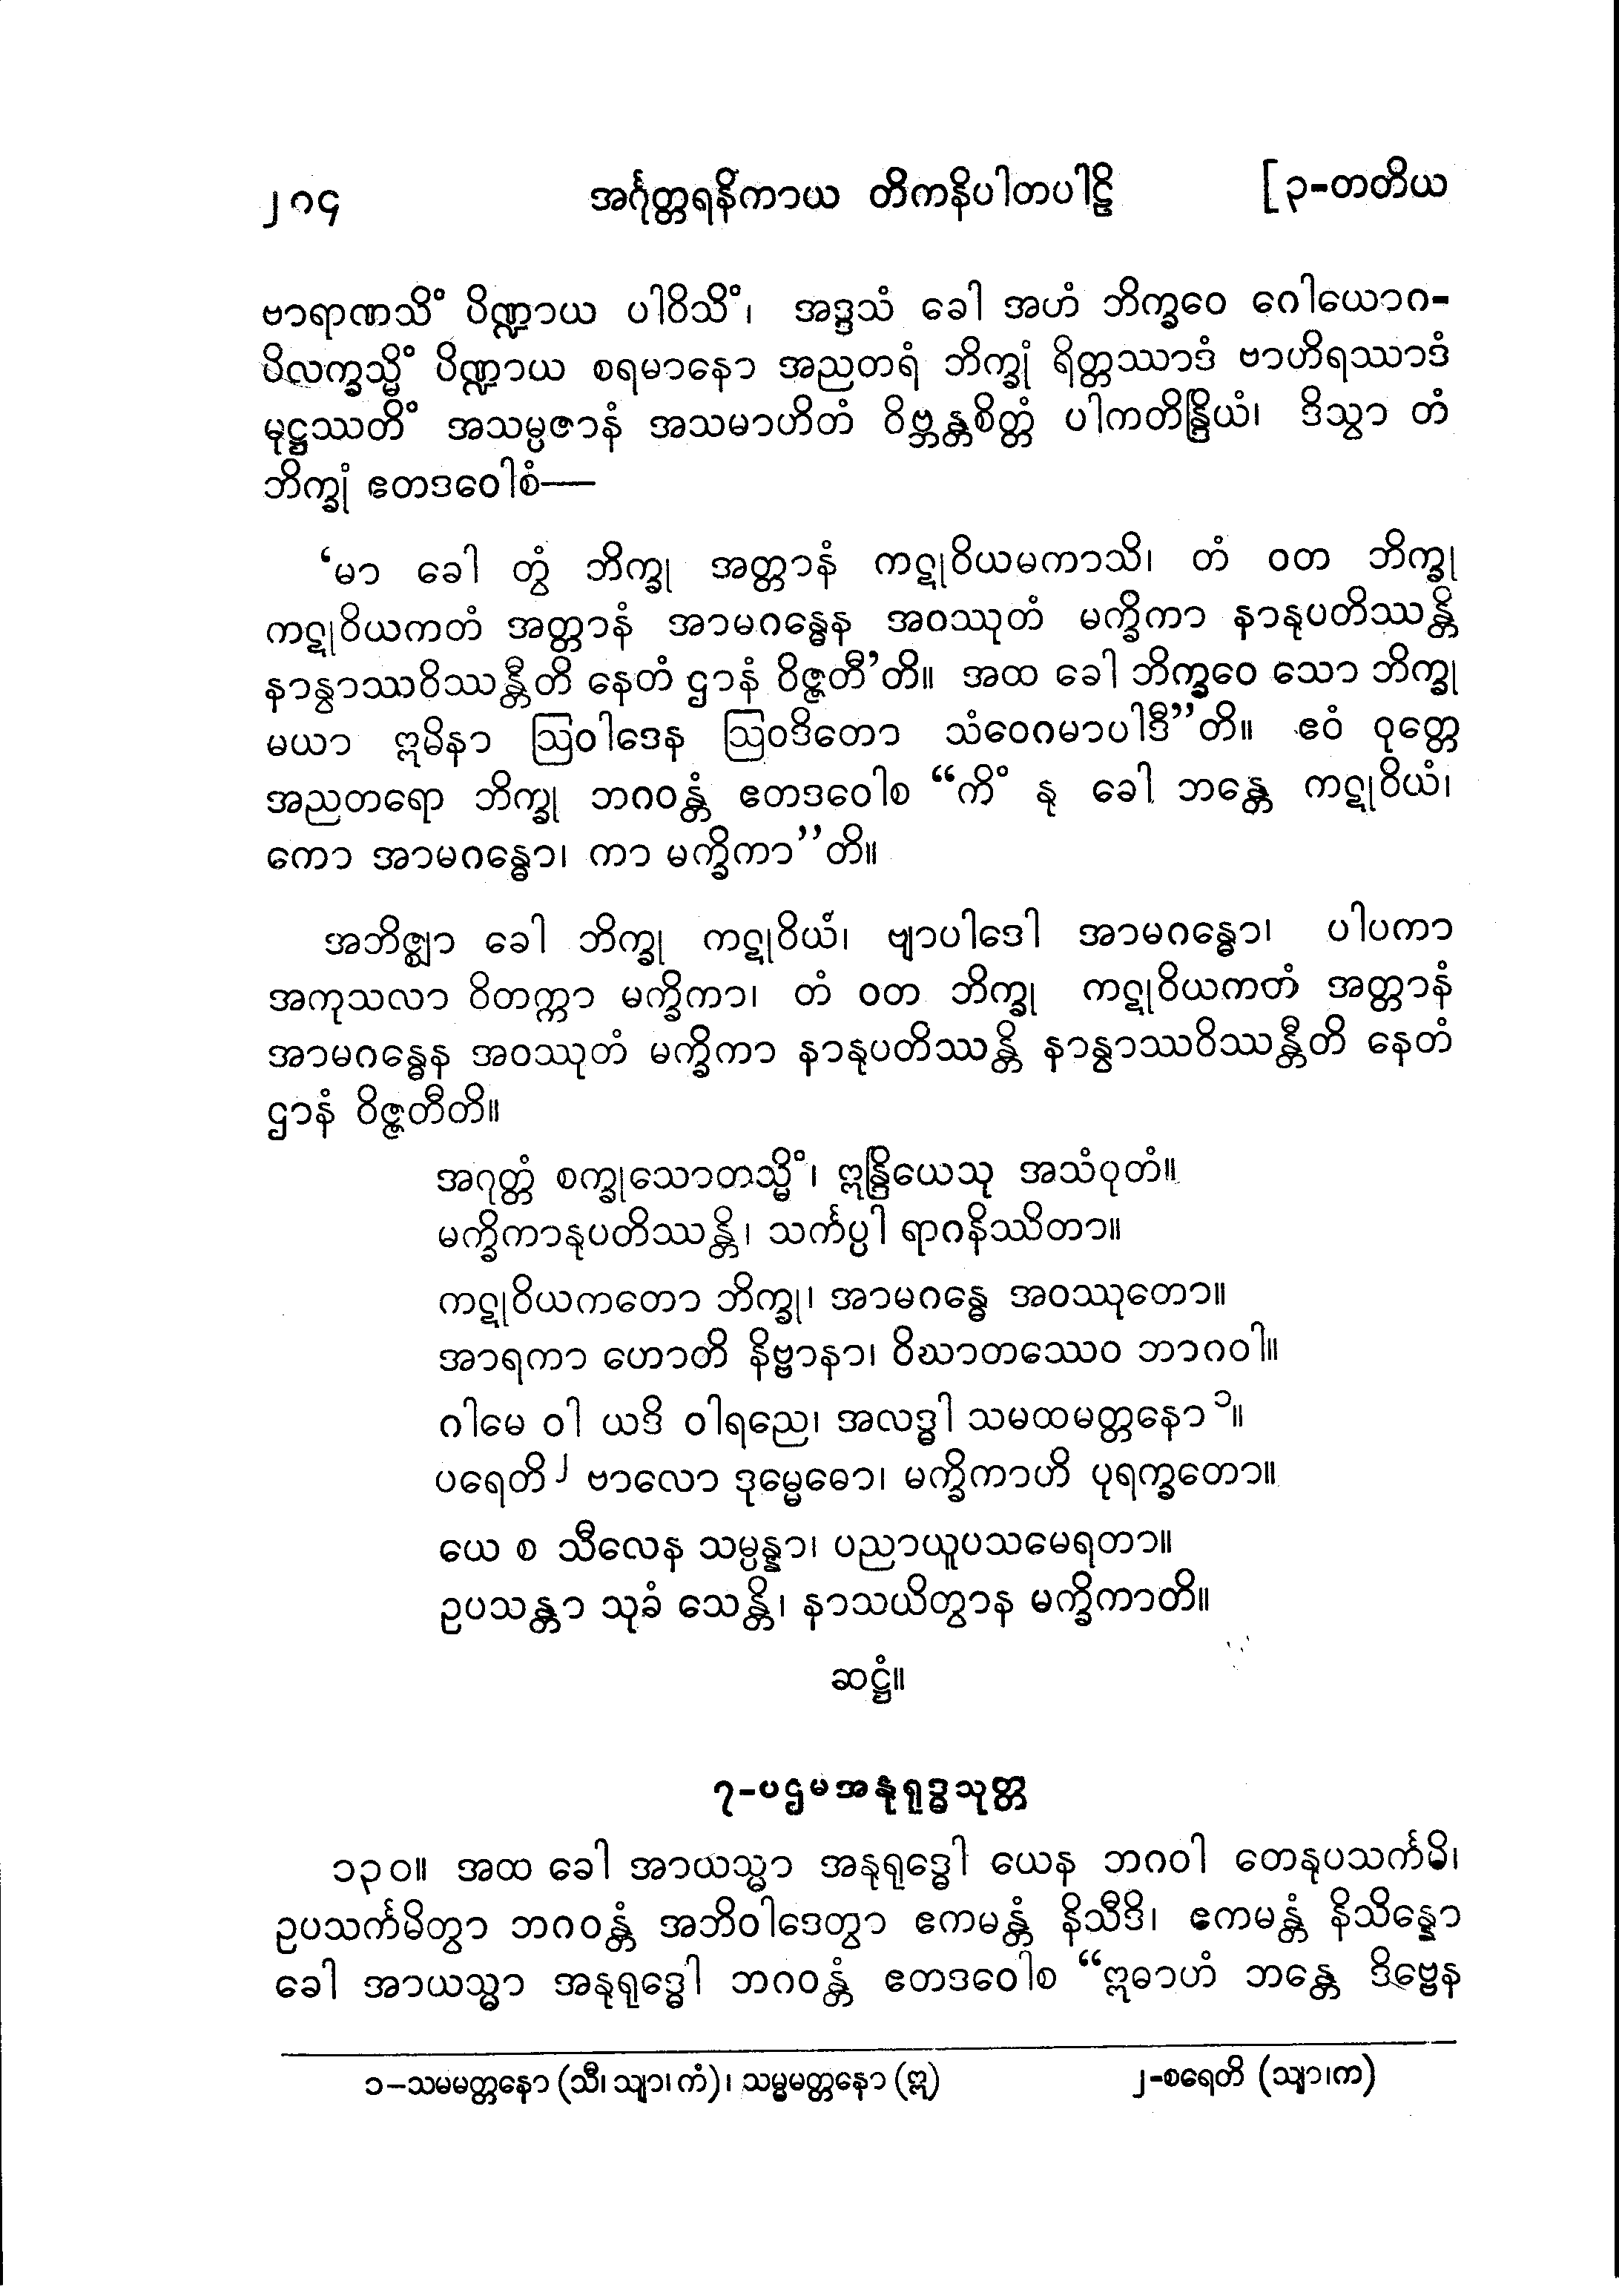 ၂၈၄ အင်္ဂုတ္တရနိကာယ တိကနိပါတပါဠိ [ ၃-တတိယ
ဗာရာဏသိံ ပိဏ္ဍာယ ပါဝိသိံ၊ အဒ္ဒသံ ခေါ အဟံ ဘိက္ခဝေ ဂေါယောဂ-
ပိလက္ခသ္မိံ ပိဏ္ဍာယ စရမာနော အညတရံ ဘိက္ခုံ ရိတ္တဿာဒံ ဗာဟိရဿာဒံ
မုဋ္ဌဿတိံ အသမ္ပဇာနံ အသမာဟိတံ ဝိဗ္ဘန္တစိတ္တံ ပါကတိန္ဒြိယံ၊ ဒိသွာ တံ
ဘိက္ခုံ ဧတဒဝေါစံ—
‘မာ ခေါ တွံ ဘိက္ခု အတ္တာနံ ကဋုဝိယမကာသိ၊ တံ ဝတ ဘိက္ခု
ကဋုဝိယကတံ အတ္တာနံ အာမဂန္ဓေန အဝဿုတံ မက္ခိကာ နာနုပတိဿန္တိ
နာနွာဿဝိဿန္တီတိ နေတံ ဌာနံ ဝိဇ္ဇတီ’တိ။ အထ ခေါ ဘိက္ခဝေ သော ဘိက္ခု
မယာ ဣမိနာ ဩဝါဒေန ဩဝဒိတော သံဝေဂမာပါဒီ”တိ။ ဧဝံ ဝုတ္တေ
အညတရော ဘိက္ခု ဘဂဝန္တံ ဧတဒဝေါစ “ကိံ နု ခေါ ဘန္တေ ကဋုဝိယံ၊
ကော အာမဂန္ဓော၊ ကာ မက္ခိကာ”တိ။
အဘိဇ္ဈာ ခေါ ဘိက္ခု ကဋုဝိယံ၊ ဗျာပါဒေါ အာမဂန္ဓော၊ ပါပကာ
အကုသလာ ဝိတက္ကာ မက္ခိကာ၊ တံ ဝတ ဘိက္ခု ကဋုဝိယကတံ အတ္တာနံ
အာမဂန္ဓေန အဝဿုတံ မက္ခိကာ နာနုပတိဿန္တိ နာနွာဿဝိဿန္တီတိ နေတံ
ဌာနံ ဝိဇ္ဇတီတိ။
အဂုတ္တံ စက္ခုသောတသ္မိံ၊ ဣန္ဒြိယေသု အသံဝုတံ။
မက္ခိကာနုပတိဿန္တိ၊ သင်္ကပ္ပါ ရာဂနိဿိတာ။
ကဋုဝိယကတော ဘိက္ခု၊ အာမဂန္ဓေ အဝဿုတော။
အာရကာ ဟောတိ နိဗ္ဗာနာ၊ ဝိဃာတဿေဝ ဘာဂဝါ။
ဂါမေ ဝါ ယဒိ ဝါရညေ၊ အလဒ္ဓါ သမထမတ္တနော ၁။
ပရေတိ ၂ ဗာလော ဒုမ္မေဓော၊ မက္ခိကာဟိ ပုရက္ခတော။
ယေ စ သီလေန သမ္ပန္နာ၊ ပညာယူပသမေရတာ။
ဥပသန္တာ သုခံ သေန္တိ၊ နာသယိတွာန မက္ခိကာတိ။
ဆဋ္ဌံ။
၇-ပဌမအနုရုဒ္ဓသုတ္တ
၁၃၀။ အထ ခေါ အာယသ္မာ အနုရုဒ္ဓေါ ယေန ဘဂဝါ တေနုပသင်္ကမိ၊
ဥပသင်္ကမိတွာ ဘဂဝန္တံ အဘိဝါဒေတွာ ဧကမန္တံ နိသီဒိ၊ ဧကမန္တံ နိသိန္နော
ခေါ အာယသ္မာ အနုရုဒ္ဓေါ ဘဂဝန္တံ ဧတဒဝေါစ “ဣဓာဟံ ဘန္တေ ဒိဗ္ဗေန
၁–သမမတ္တနော (သီ၊ သျာ၊ ကံ)၊ သမ္မမတ္တနော (ဣ) ၂-စရေတိ (သျာ၊က)